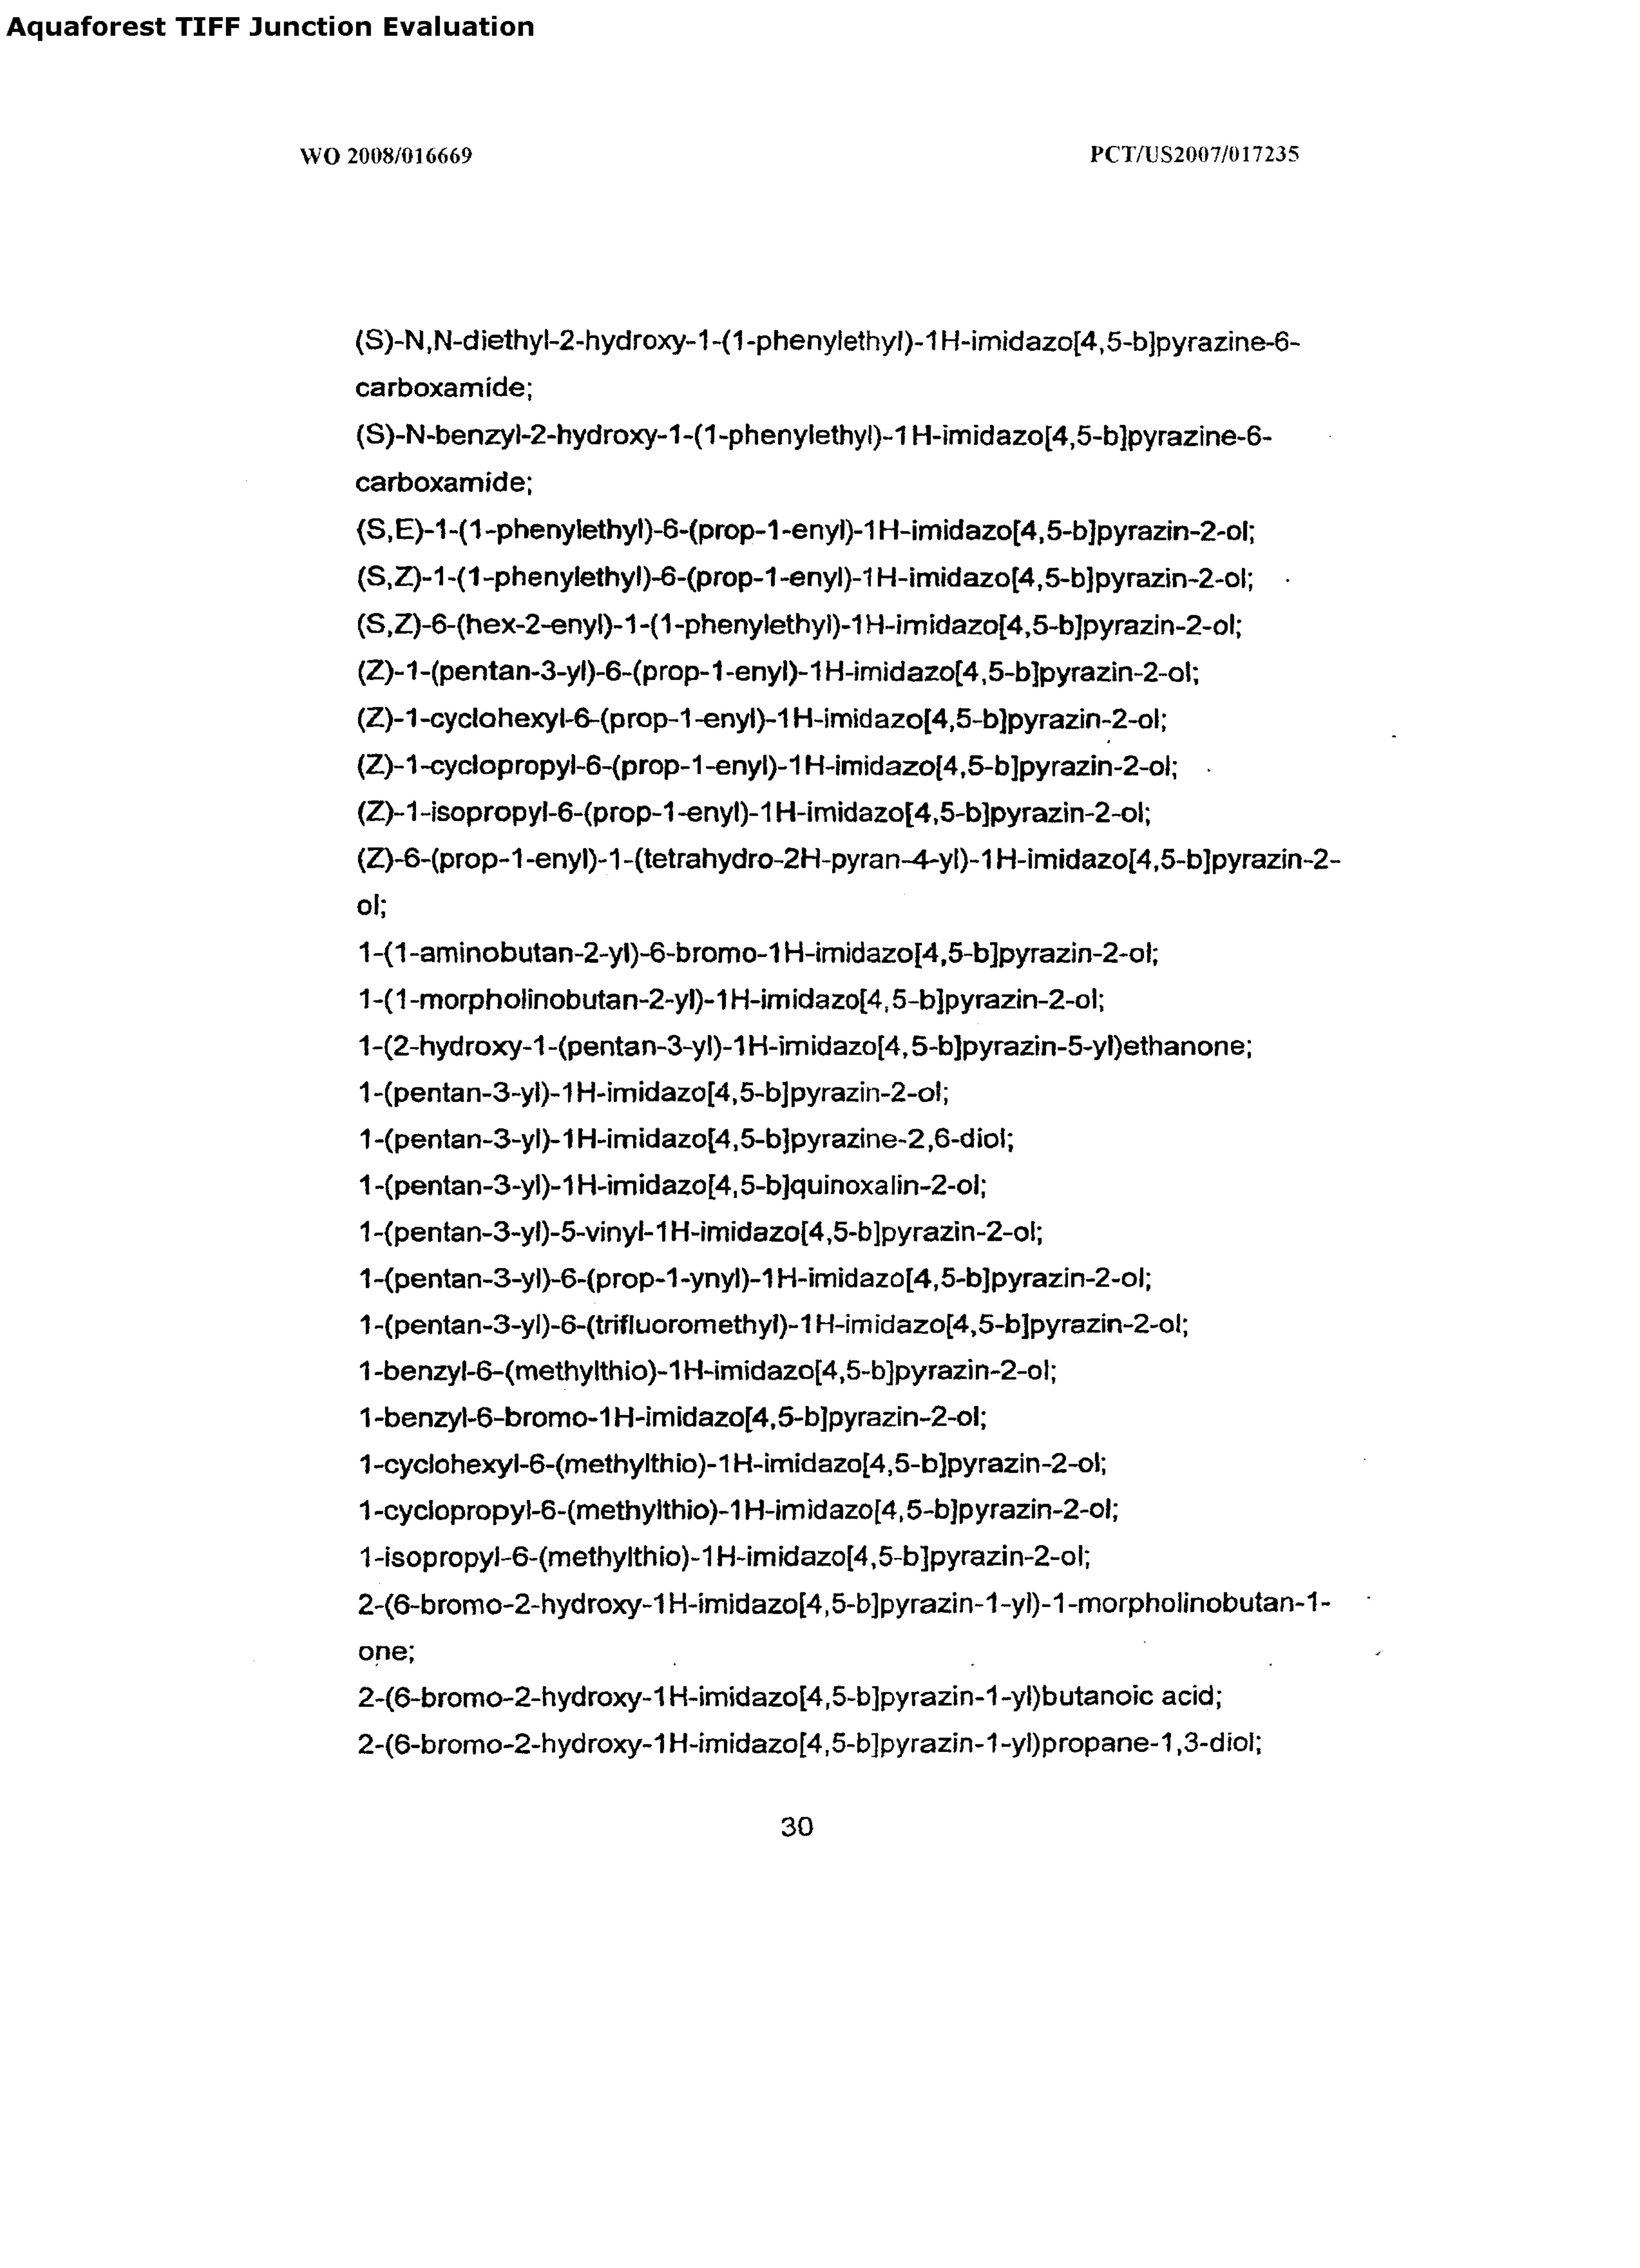 Aquaforest TIFF Junction Evaluation
WO 2008/016669 PCT/US2007/017235
(S)-N,N-diethyl-2-hydroxy-1-(1-phenylethyl)-1H-imidazo[4,5-b]pyrazine-6-
carboxamide;
(S)-N-benzyl-2-hydroxy-1-(1-phenylethyl)-1H-imidazo[4,5-b]pyrazine-6-
carboxamide;
(S,E)-1-(1-phenylethyl)-6-(prop-1-enyl)-1H-imidazo[4,5-b]pyrazin-2-ol;
(S,Z)-1-(1-phenylethyl)-6-(prop-1-enyl)-1H-imidazo[4,5-b]pyrazin-2-ol;
(S,Z)-6-(hex-2-enyl)-1-(1-phenylethyl)-1H-imidazo[4,5-b]pyrazin-2-ol;
(Z)-1-(pentan-3-yl)-6-(prop-1-enyl)-1H-imidazo[4,5-b]pyrazin-2-ol;
(Z)-1-cyclohexyl-6-(prop-1-enyl)-1H-imidazo[4,5-b]pyrazin-2-ol;
(Z)-1-cyclopropyl-6-(prop-1-enyl)-1H-imidazo[4,5-b]pyrazin-2-ol;
(Z)-1-isopropyl-6-(prop-1-enyl)-1H-imidazo[4,5-b]pyrazin-2-ol;
(Z)-6-(prop-1-enyl)-1-(tetrahydro-2H-pyran-4-yl)-1H-imidazo[4,5-b]pyrazin-2-
ol;
1-(1-aminobutan-2-yl)-6-bromo-1H-imidazo[4,5-b]pyrazin-2-ol;
1-(1-morpholinobutan-2-yl)-1H-imidazo[4,5-b]pyrazin-2-ol;
1-(2-hydroxy-1-(pentan-3-yl)-1H-imidazo[4,5-b]pyrazin-5-yl)ethanone;
1-(pentan-3-yl)-1H-imidazo[4,5-b]pyrazin-2-ol;
1-(pentan-3-yl)-1H-imidazo[4,5-b]pyrazine-2,6-diol;
1-(pentan-3-yl)-1H-imidazo[4,5-b]quinoxalin-2-ol;
1-(pentan-3-yl)-5-vinyl-1H-imidazo[4,5-b]pyrazin-2-ol;
1-(pentan-3-yl)-6-(prop-1-ynyl)-1H-imidazo[4,5-b]pyrazin-2-ol;
1-(pentan-3-yl)-6-(trifluoromethyl)-1H-imidazo[4,5-b]pyrazin-2-ol;
1-benzyl-6-(methylthio)-1H-imidazo[4,5-b]pyrazin-2-ol;
1-benzyl-6-bromo-1H-imidazo[4,5-b]pyrazin-2-ol;
1-cyclohexyl-6-(methylthio)-1H-imidazo[4,5-b]pyrazin-2-ol;
1-cyclopropyl-6-(methylthio)-1H-imidazo[4,5-b]pyrazin-2-ol;
1-isopropyl-6-(methylthio)-1H-imidazo[4,5-b]pyrazin-2-ol;
2-(6-bromo-2-hydroxy-1H-imidazo[4,5-b]pyrazin-1-yl)-1-morpholinobutan-1-
one;
2-(6-bromo-2-hydroxy-1H-imidazo[4,5-b]pyrazin-1-yl)butanoic acid;
2-(6-bromo-2-hydroxy-1H-imidazo[4,5-b]pyrazin-1-yl)propane-1,3-diol;
30